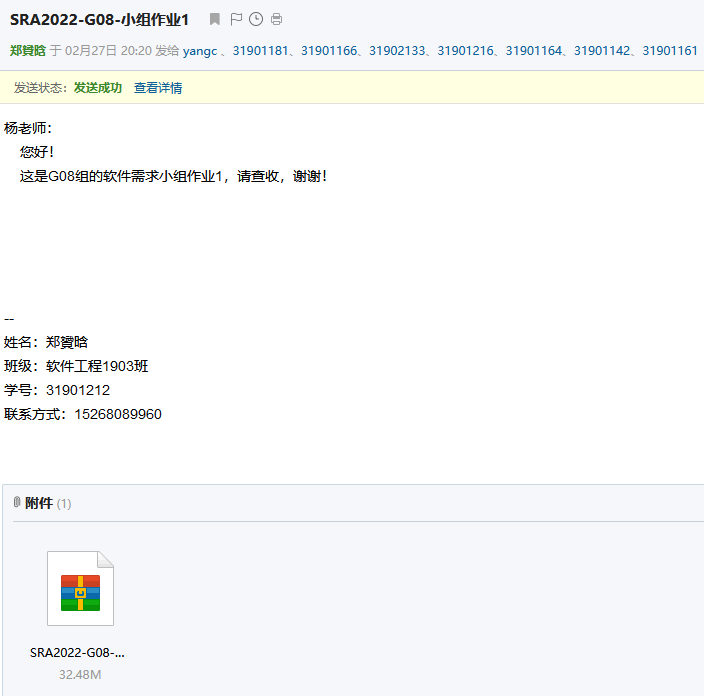 SRA2022-G08-小组作业1
郑贇晗 于 02月27日 20:20 发给 yangc 、31901181、31901166、31902133、31901216、31901164、31901142、31901161
发送状态：发送成功 查看详情
杨老师：
您好！
这是G08组的软件需求小组作业1，请查收，谢谢！
--
姓名：郑贇晗
班级：软件工程1903班
学号：31901212
联系方式：15268089960
附件 (1)
SRA2022-G08-...
32.48M